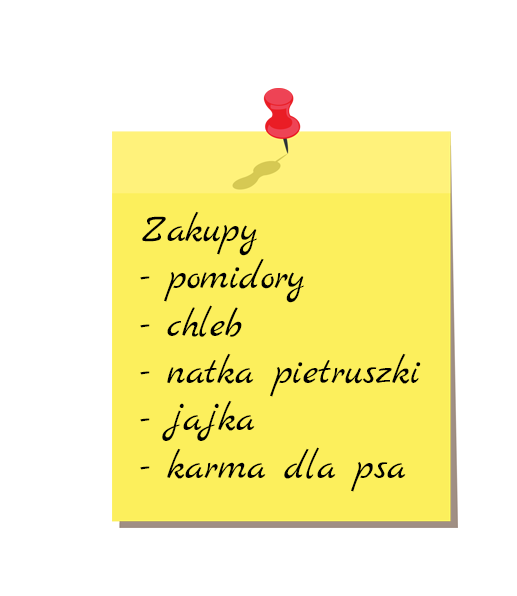 Zakupy
- pomidory
- chleb
- natka pietruszki
- jajka
- karma dla psa